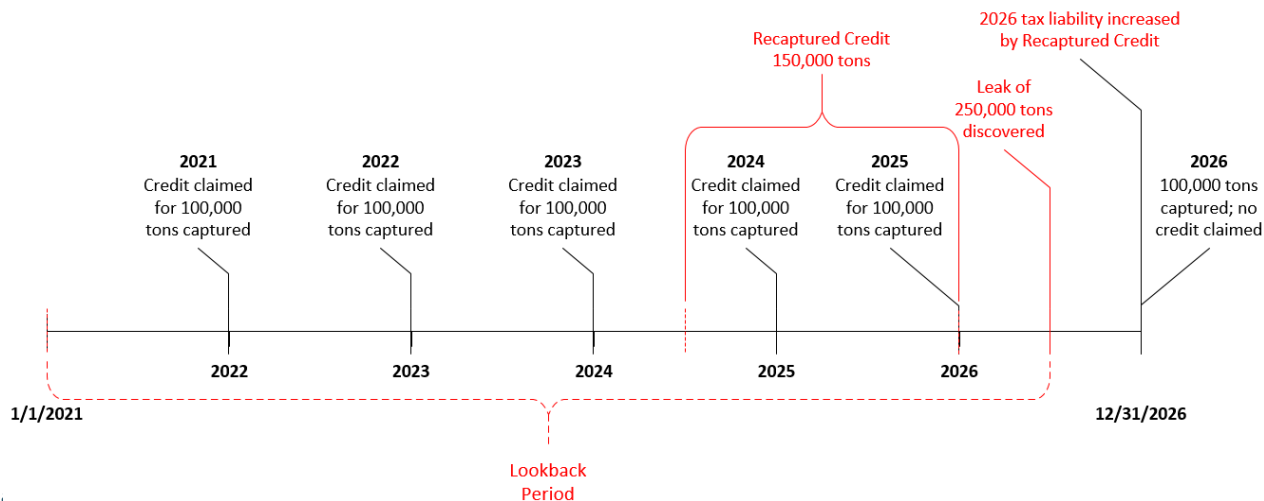 2026 tax liability increased
by Recaptured Credit
Recaptured Credit
150,000 tons
Leak of
250,000 tons
discovered
2021
Credit claimed
for 100,000
tons captured
2022
Credit claimed
for 100,000
tons captured
2023
Credit claimed
for 100,000
tons captured
2024
Credit claimed
for 100,000
tons captured
2025
Credit claimed
for 100,000
tons captured
2026
100,000 tons
captured; no
credit claimed
2022
2023
2024
2025
2026
1/1/2021
12/31/2026
Lookback
Period